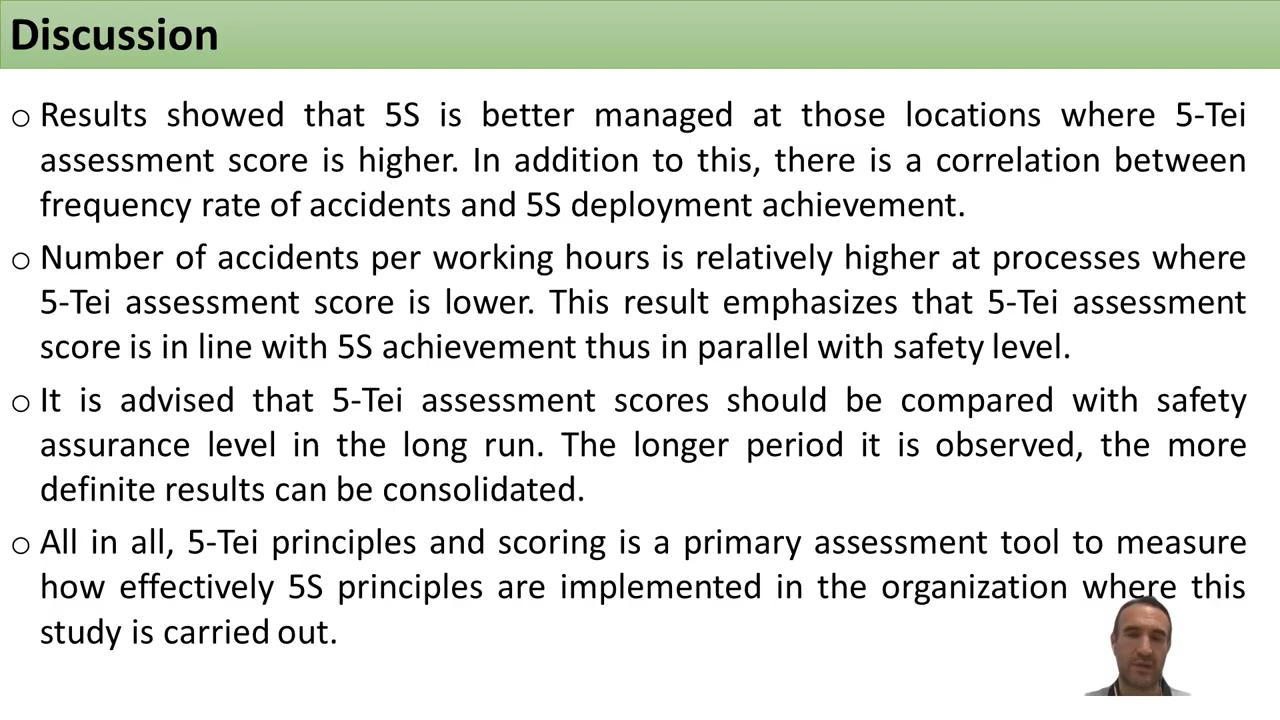 Discussion
○ Results showed that 5S is better managed at those locations where 5-Tei
assessment score is higher. In addition to this, there is a correlation between
frequency rate of accidents and 5S deployment achievement.
○ Number of accidents per working hours is relatively higher at processes where
5-Tei assessment score is lower. This result emphasizes that 5-Tei assessment
score is in line with 5S achievement thus in parallel with safety level.
○ It is advised that 5-Tei assessment scores should be compared with safety
assurance level in the long run. The longer period it is observed, the more
definite results can be consolidated.
○ All in all, 5-Tei principles and scoring is a primary assessment tool to measure
how effectively 5S principles are implemented in the organization where this
study is carried out.